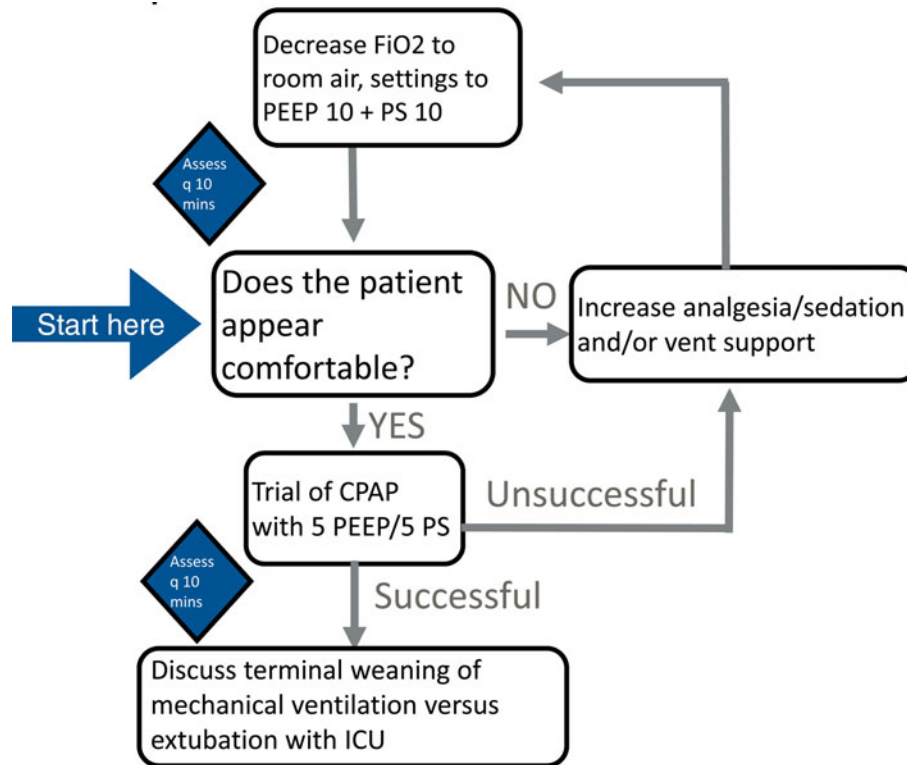 Decrease FiO2 to
room air, settings to
PEEP 10 + PS 10
Assess
q 10
mins
Start here
Does the patient
appear
comfortable?
NO
Increase analgesia/sedation
and/or vent support
YES
Trial of CPAP
with 5 PEEP/5 PS
Unsuccessful
Assess
q 10
mins
Successful
Discuss terminal weaning of
mechanical ventilation versus
extubation with ICU